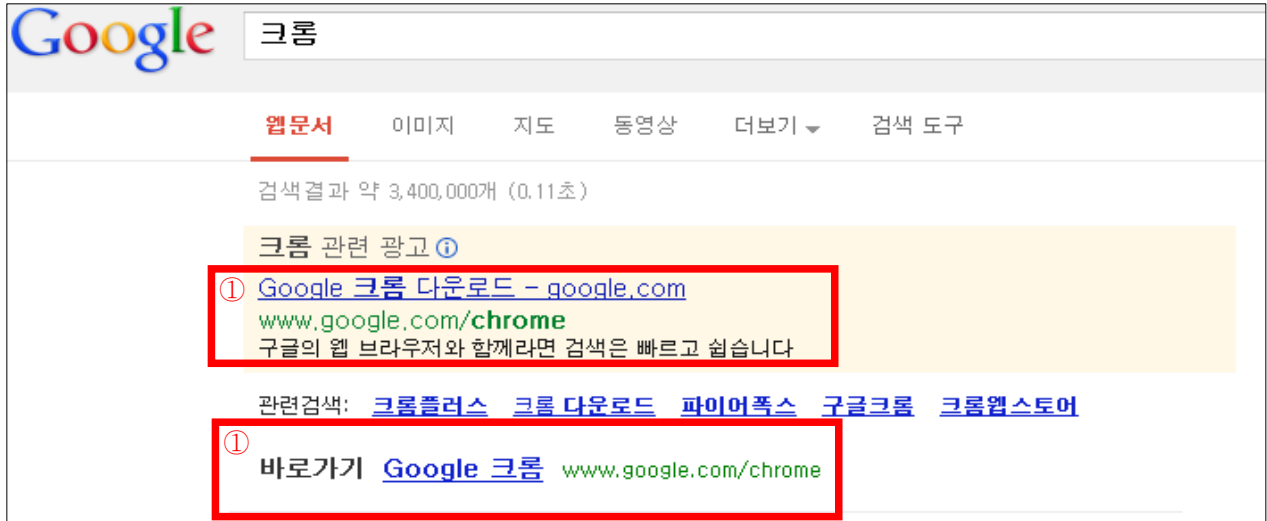 Google 크롬
웹문서 이미지 지도 동영상 더보기 검색 도구
검색결과 약 3,400,000개 (0.11초)
크롬 관련 광고
① Google 크롬 다운로드 - google.com
www.google.com/chrome
구글의 웹 브라우저와 함께라면 검색은 빠르고 쉽습니다
관련검색: 크롬플러스 크롬 다운로드 파이어폭스 구글크롬 크롬웹스토어
①
바로가기 Google 크롬 www.google.com/chrome